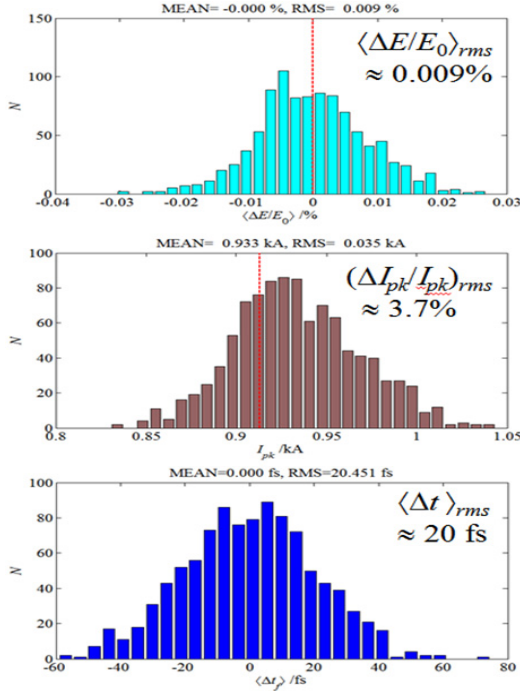 MEAN= -0.000 %, RMS= 0.009 %
150
100
50
0
N
⟨ΔE/E₀⟩rms
≈ 0.009%
-0.04 -0.03 -0.02 -0.01 0 0.01 0.02 0.03
⟨ΔE/E₀⟩ /%
MEAN= 0.933 kA, RMS= 0.035 kA
100
80
60
40
20
0
N
(ΔIpk/Ipk)rms
≈ 3.7%
0.8 0.85 0.9 0.95 1 1.05
Ipk /kA
MEAN=0.000 fs, RMS=20.451 fs
100
80
60
40
20
0
N
⟨Δt⟩rms
≈ 20 fs
-60 -40 -20 0 20 40 60 80
⟨Δtf⟩ /fs